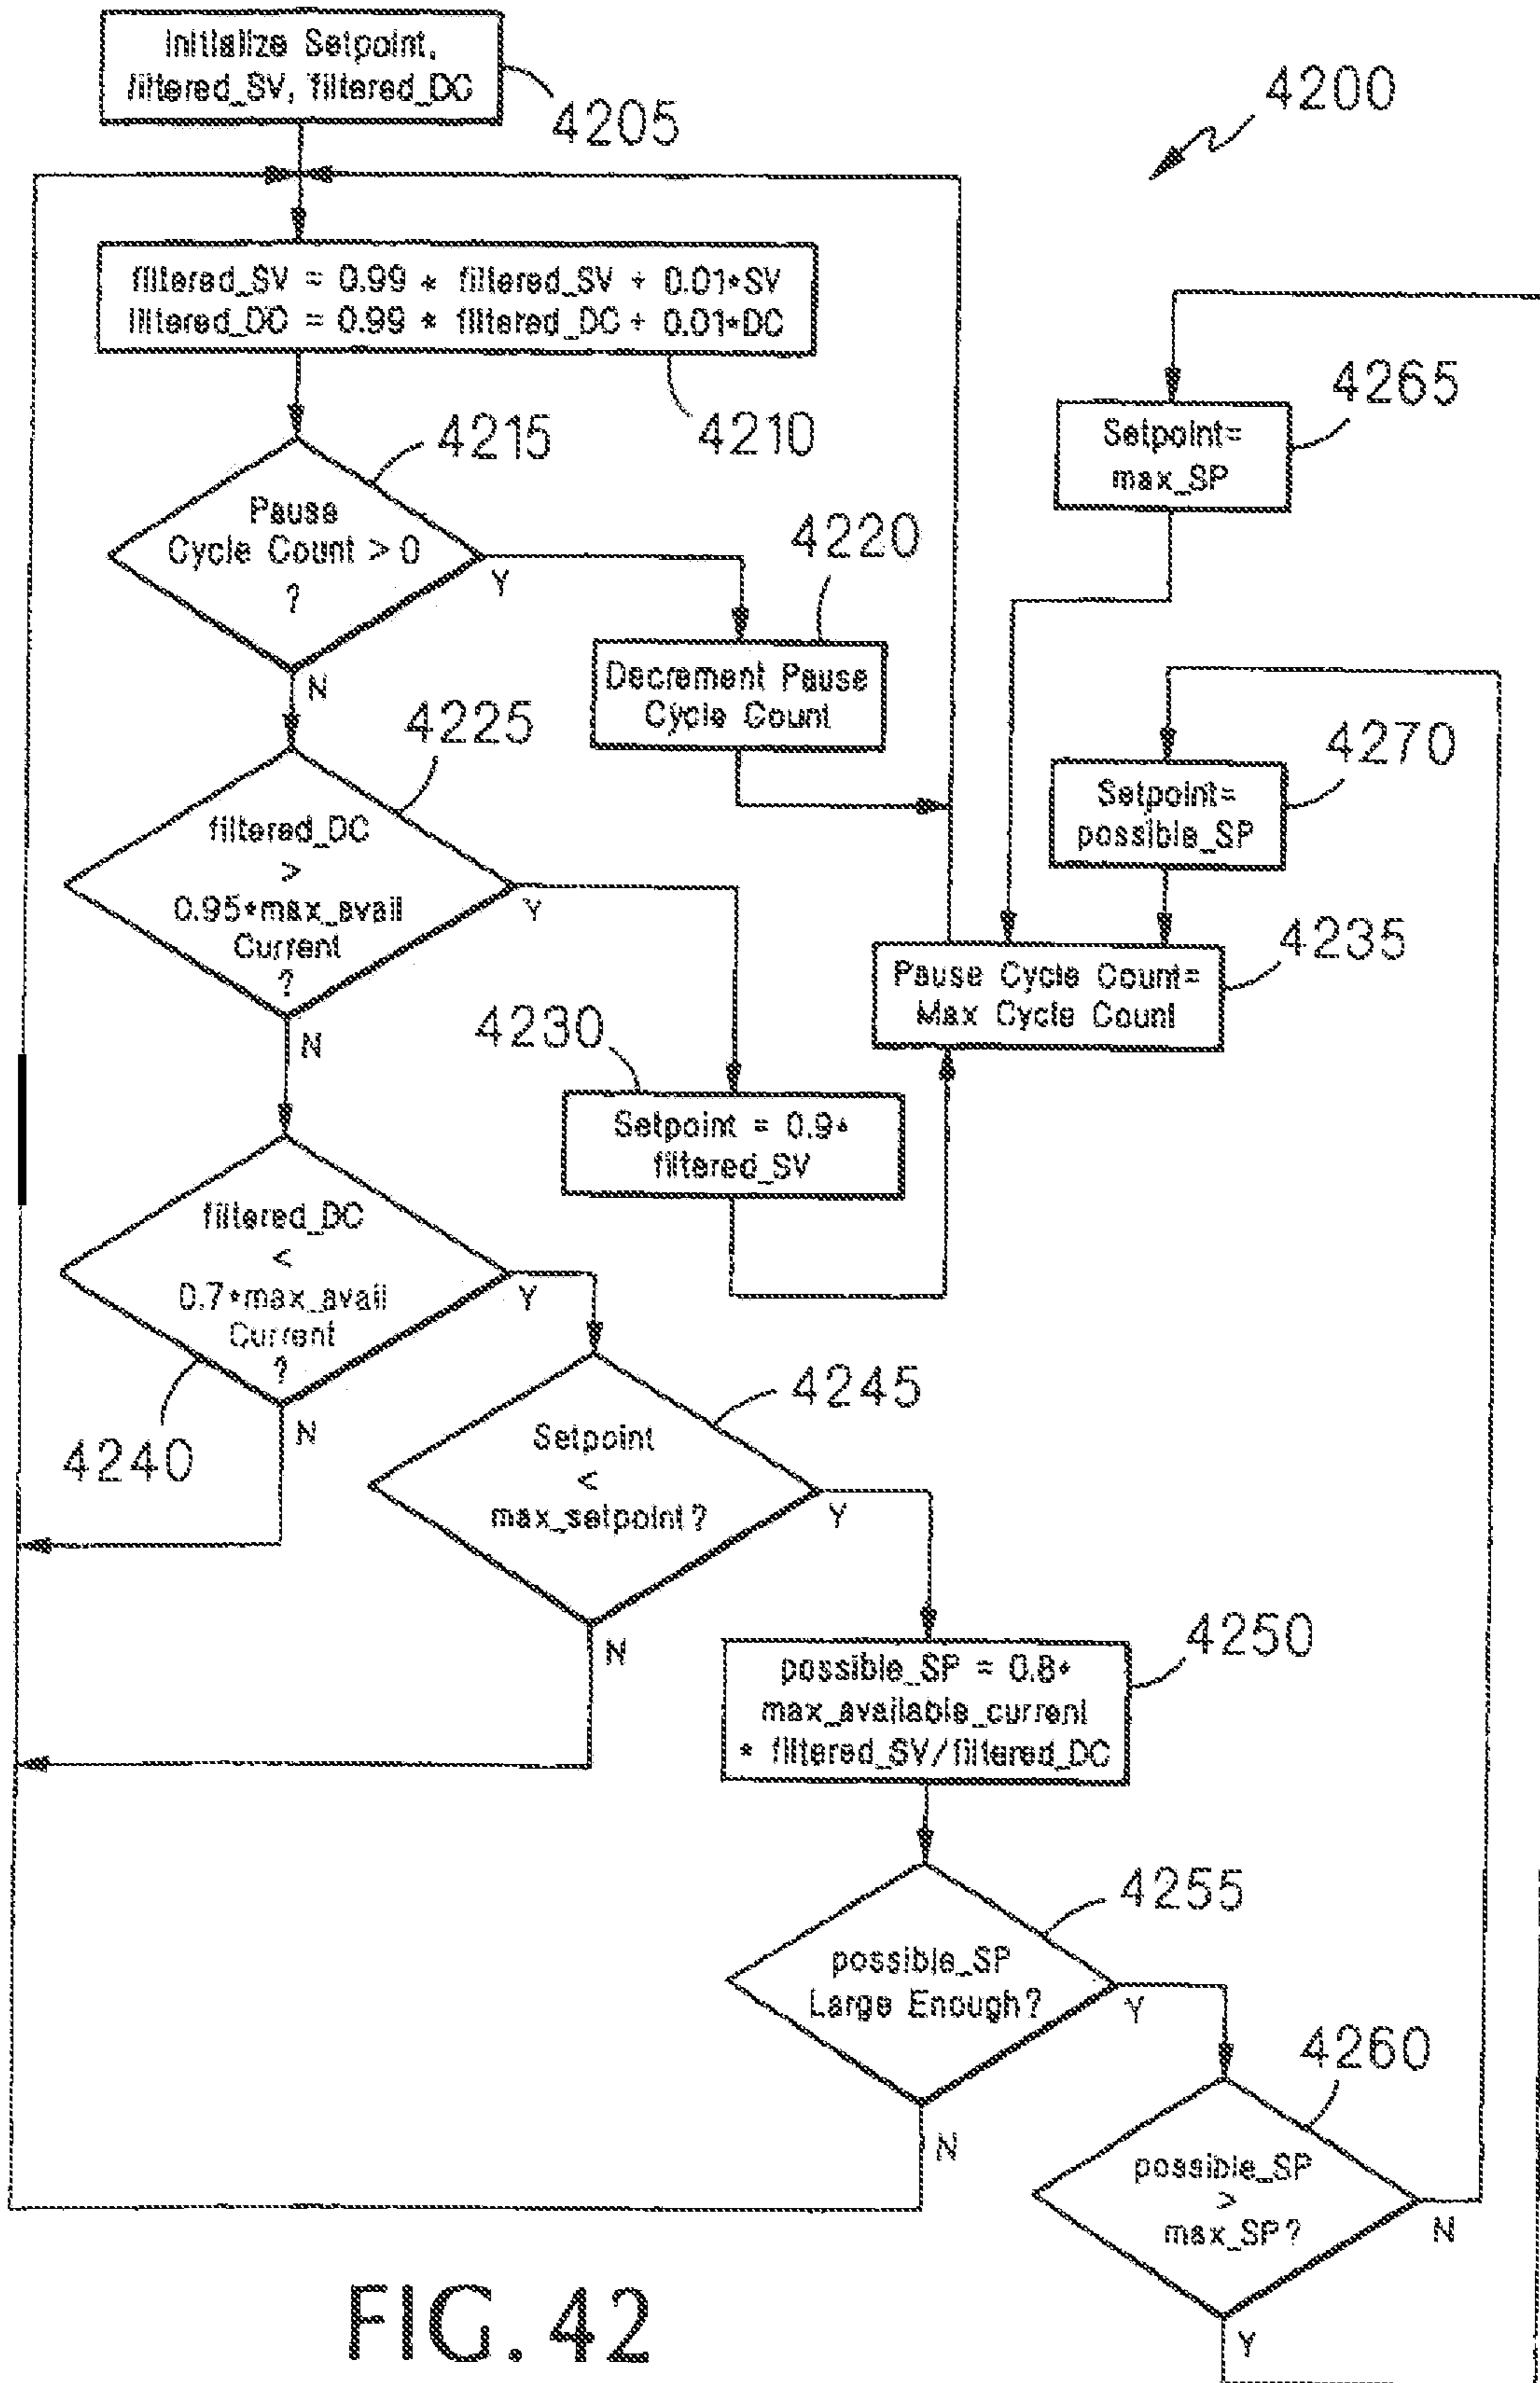 Initialize Setpoint,
filtered_SV, filtered_DC
4205
4200
filtered_SV = 0.99 * filtered_SV + 0.01*SV
filtered_DC = 0.99 * filtered_DC + 0.01*DC
4210
4215
Pause
Cycle Count > 0
?
Y
N
4220
Decrement Pause
Cycle Count
4265
Setpoint=
max_SP
4225
filtered_DC
>
0.95*max_avail
Current
?
Y
N
4270
Setpoint=
possible_SP
4235
Pause Cycle Count=
Max Cycle Count
4230
Setpoint = 0.9*
filtered_SV
filtered_DC
<
0.7*max_avail
Current
?
Y
N
4240
4245
Setpoint
<
max_setpoint?
Y
N
4250
possible_SP = 0.8*
max_available_current
* filtered_SV/filtered_DC
4255
possible_SP
Large Enough?
Y
N
4260
possible_SP
>
max_SP?
N
Y
FIG. 42